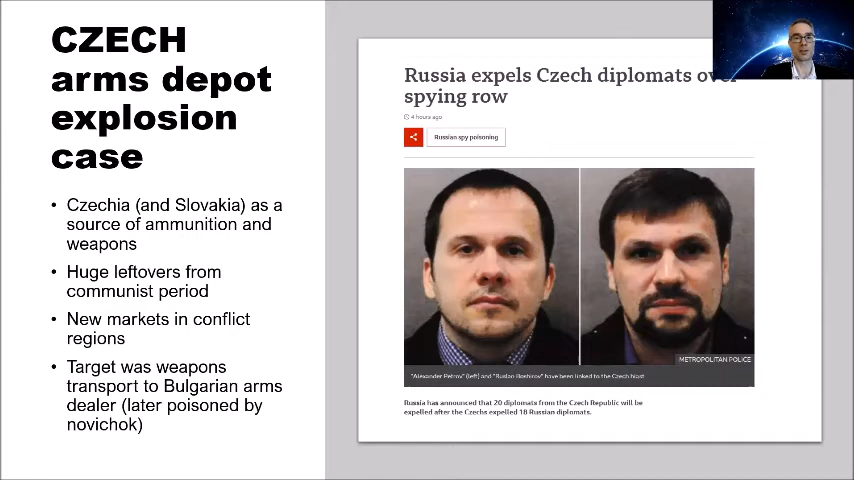 CZECH
arms depot
explosion
case
• Czechia (and Slovakia) as a
source of ammunition and
weapons
• Huge leftovers from
communist period
• New markets in conflict
regions
• Target was weapons
transport to Bulgarian arms
dealer (later poisoned by
novichok)
Russia expels Czech diplomats over
spying row
4 hours ago
Russian spy poisoning
METROPOLITAN POLICE
"Alexander Petrov" (left) and "Ruslan Boshirov" have been linked to the Czech blast
Russia has announced that 20 diplomats from the Czech Republic will be
expelled after the Czechs expelled 18 Russian diplomats.